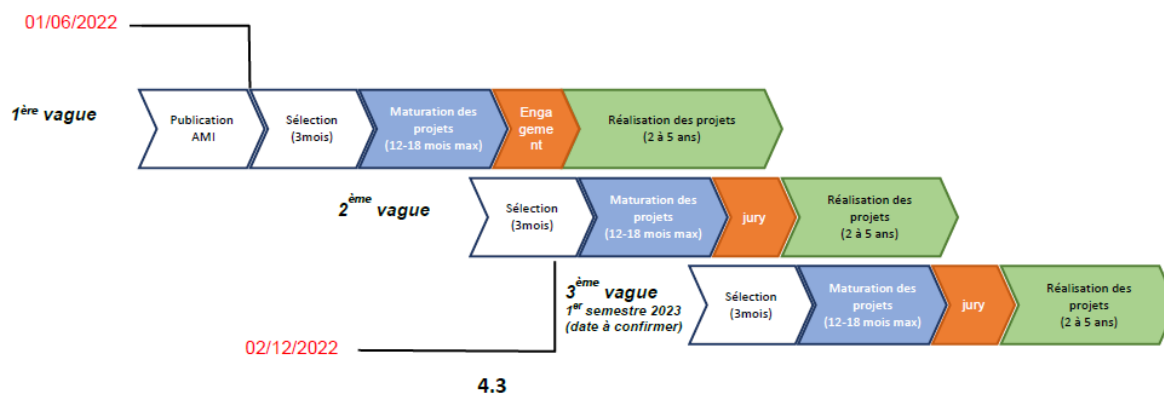 01/06/2022
1ère vague
Publication
AMI
Sélection
(3mois)
Maturation des
projets
(12-18 mois max)
Enga
geme
nt
Réalisation des projets
(2 à 5 ans)
2ème vague
Sélection
(3mois)
Maturation des
projets
(12-18 mois max)
jury
Réalisation des
projets
(2 à 5 ans)
3ème vague
1er semestre 2023
(date à confirmer)
Sélection
(3mois)
Maturation des
projets
(12-18 mois max)
jury
Réalisation des
projets
(2 à 5 ans)
02/12/2022
4.3